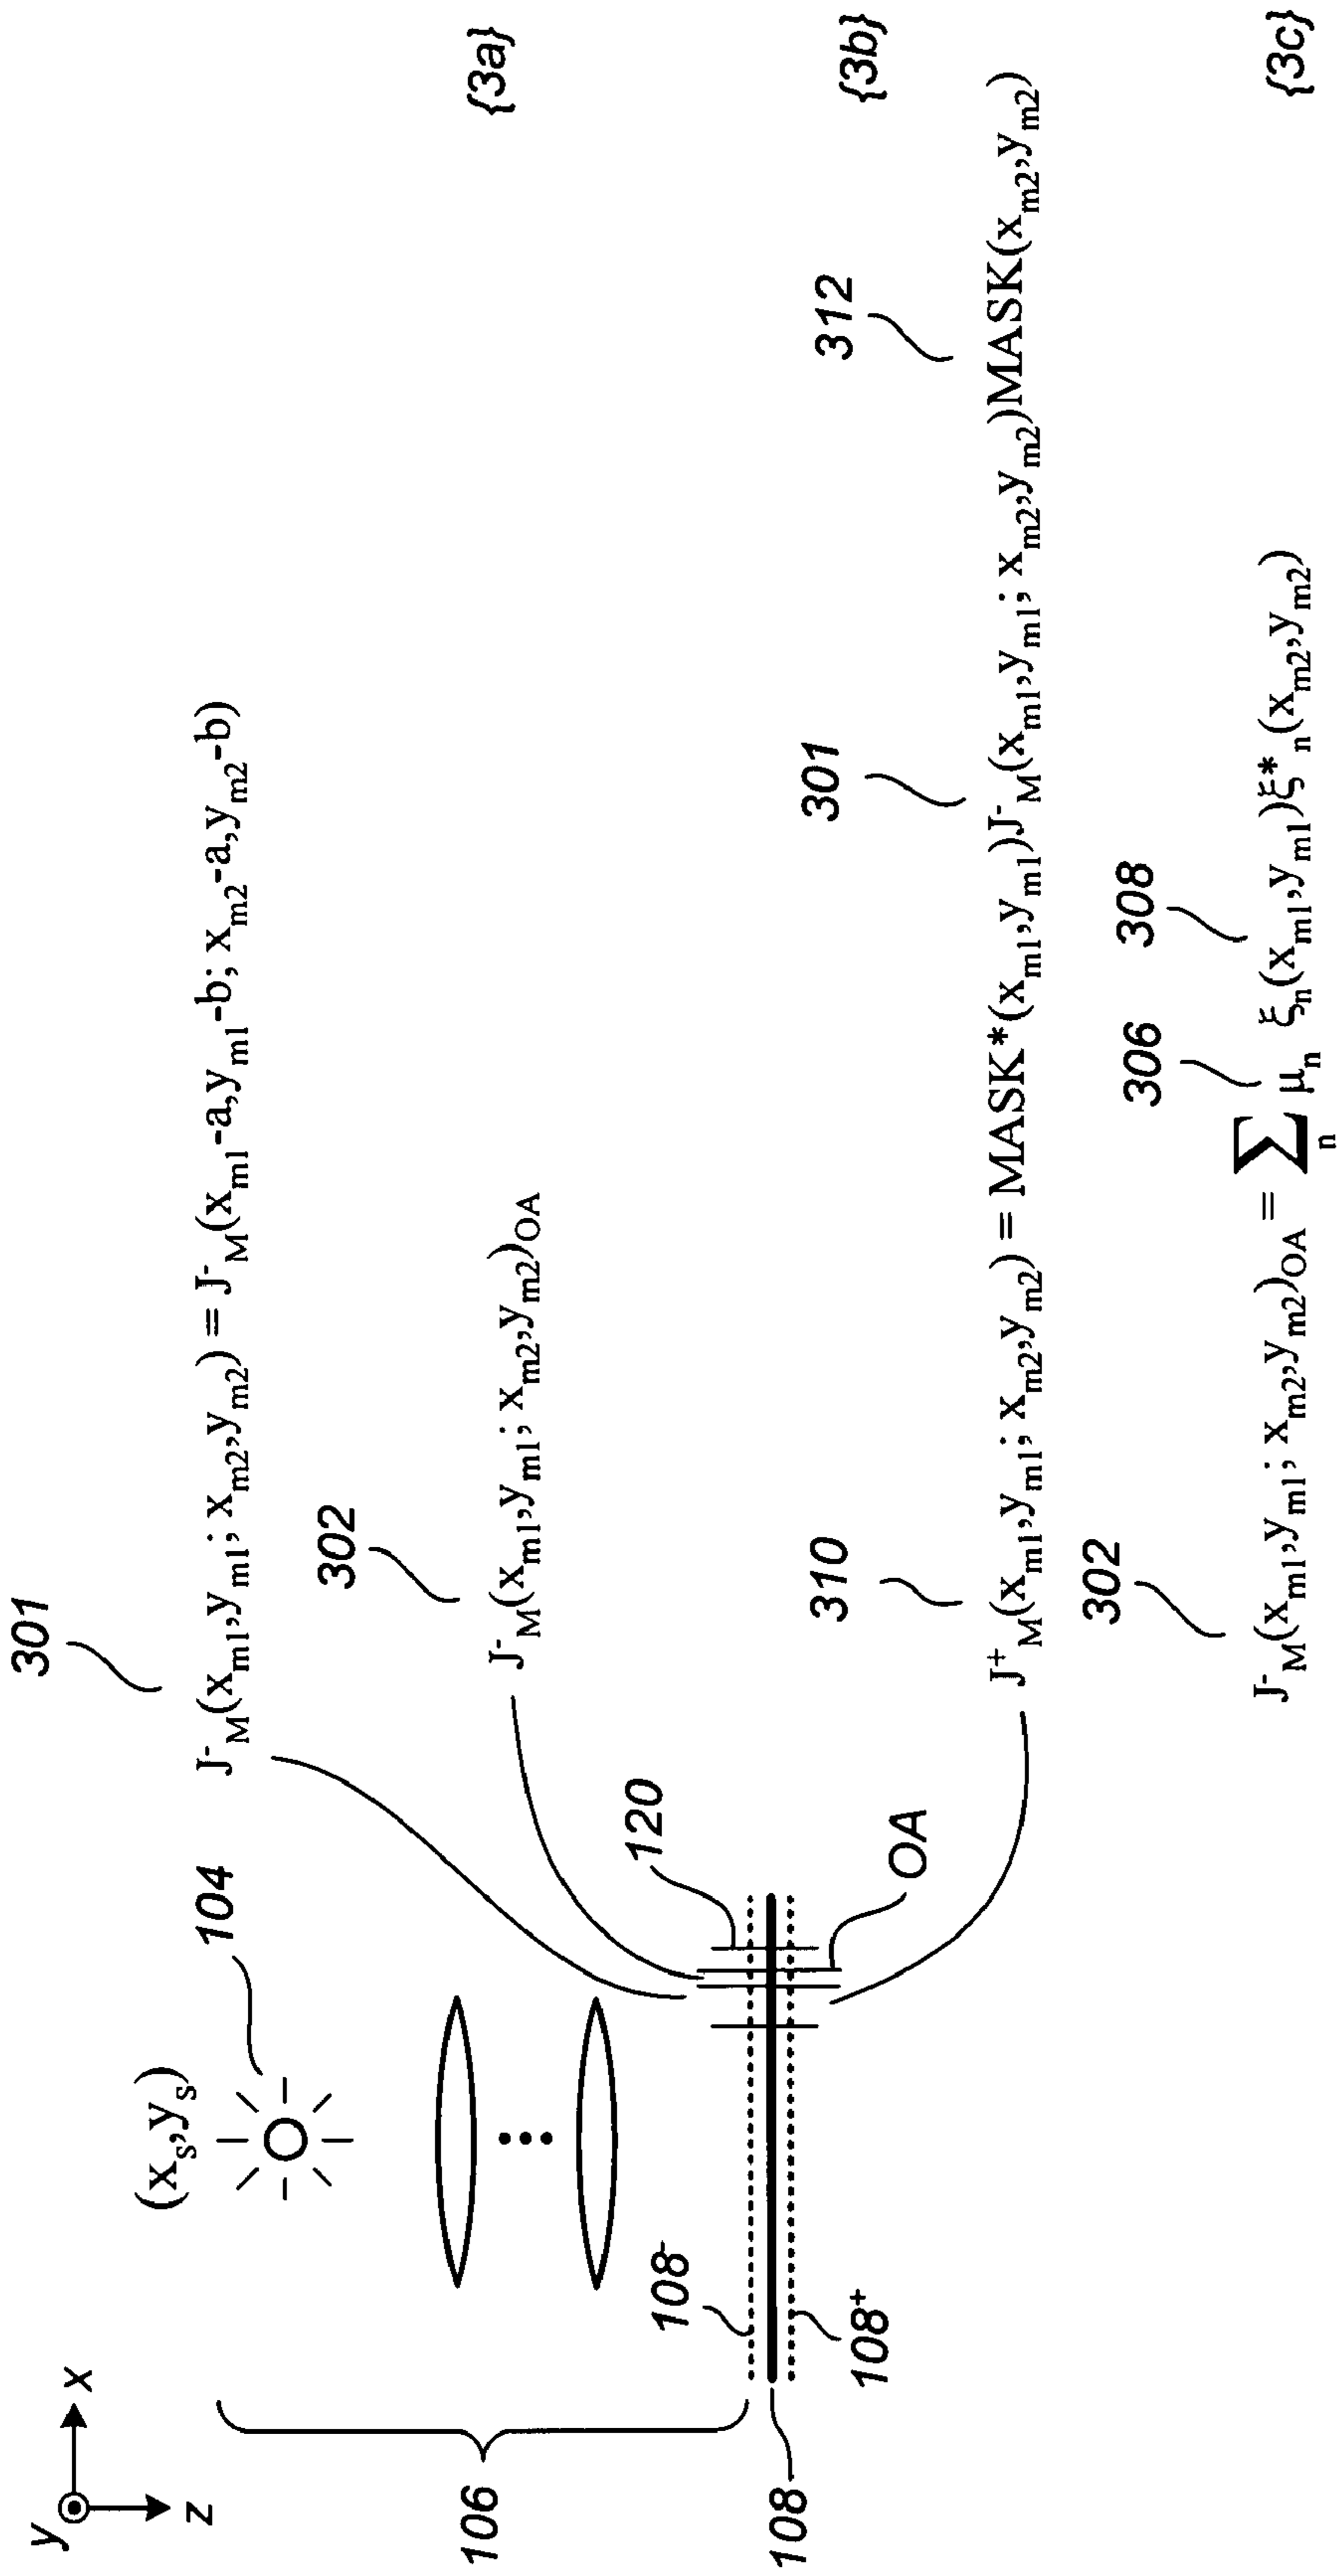 y
x
z
(x_s,y_s)
104
301
J^-_M(x_m1,y_m1; x_m2,y_m2) = J^-_M(x_m1-a,y_m1-b; x_m2-a,y_m2-b)
{3a}
302
J^-_M(x_m1,y_m1; x_m2,y_m2)_OA
106
108^-
120
108
108^+
OA
310
301
312
J^+_M(x_m1,y_m1; x_m2,y_m2) = MASK*(x_m1,y_m1)J^-_M(x_m1,y_m1; x_m2,y_m2)MASK(x_m2,y_m2)
{3b}
302
306
308
J^-_M(x_m1,y_m1; x_m2,y_m2)_OA = ∑_n μ_n ξ_n(x_m1,y_m1)ξ*_n(x_m2,y_m2)
{3c}